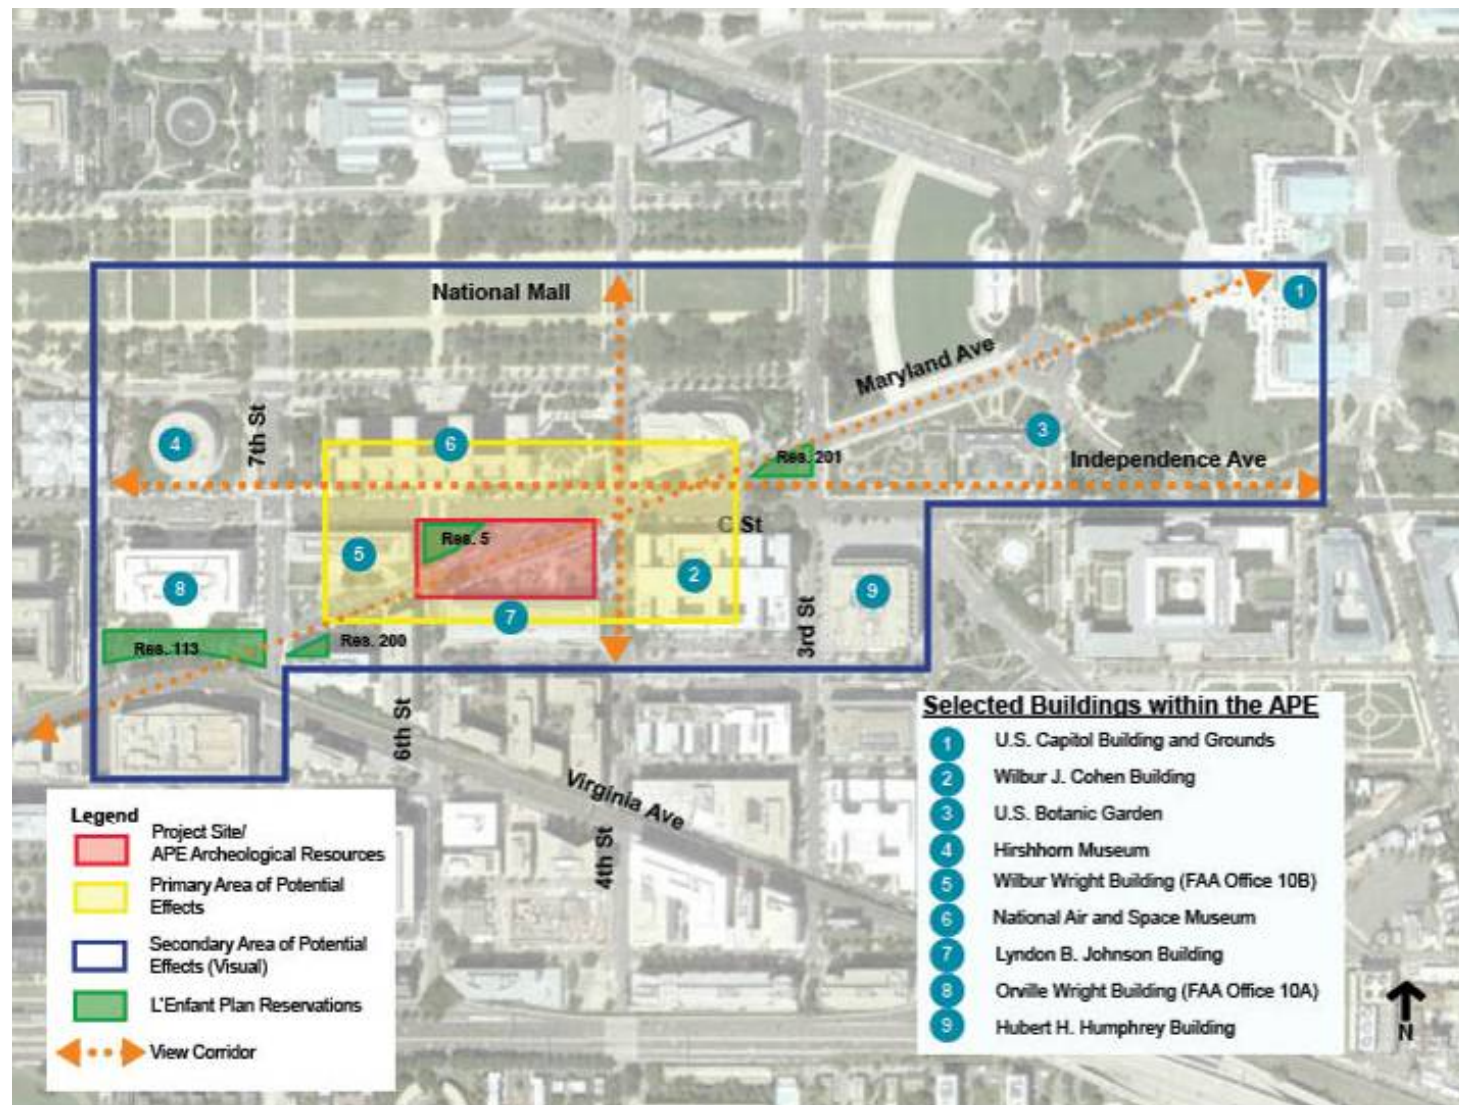 National Mall
1
Maryland Ave
7th St
4
6
3
Res. 201
Independence Ave
C St
Res. 5
5
2
8
9
7
3rd St
Res. 113
Res. 200
6th St
Virginia Ave
4th St
Legend
Project Site/
APE Archeological Resources
Primary Area of Potential
Effects
Secondary Area of Potential
Effects (Visual)
L'Enfant Plan Reservations
View Corridor
Selected Buildings within the APE
1 U.S. Capitol Building and Grounds
2 Wilbur J. Cohen Building
3 U.S. Botanic Garden
4 Hirshhorn Museum
5 Wilbur Wright Building (FAA Office 10B)
6 National Air and Space Museum
7 Lyndon B. Johnson Building
8 Orville Wright Building (FAA Office 10A)
9 Hubert H. Humphrey Building
N